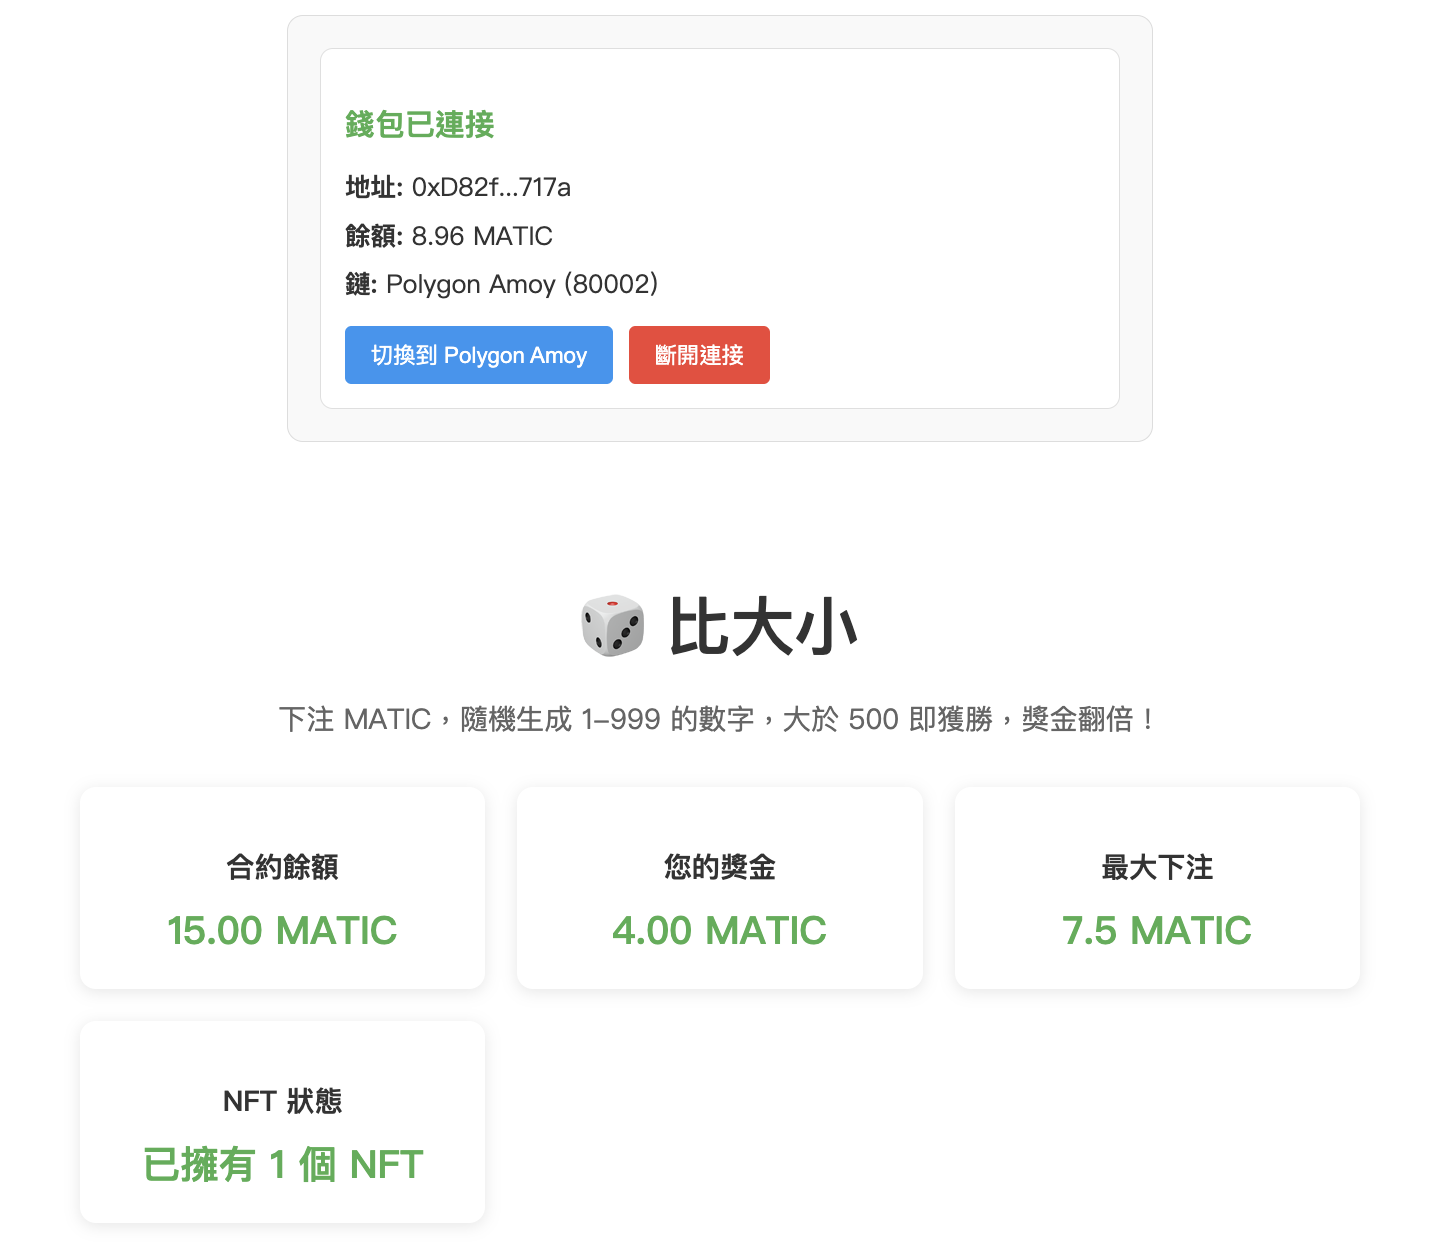 錢包已連接
地址: 0xD82f...717a
餘額: 8.96 MATIC
鏈: Polygon Amoy (80002)
切換到 Polygon Amoy 斷開連接
比大小
下注 MATIC，隨機生成 1-999 的數字，大於 500 即獲勝，獎金翻倍！
合約餘額 您的獎金 最大下注
15.00 MATIC 4.00 MATIC 7.5 MATIC
NFT 狀態
已擁有 1 個 NFT